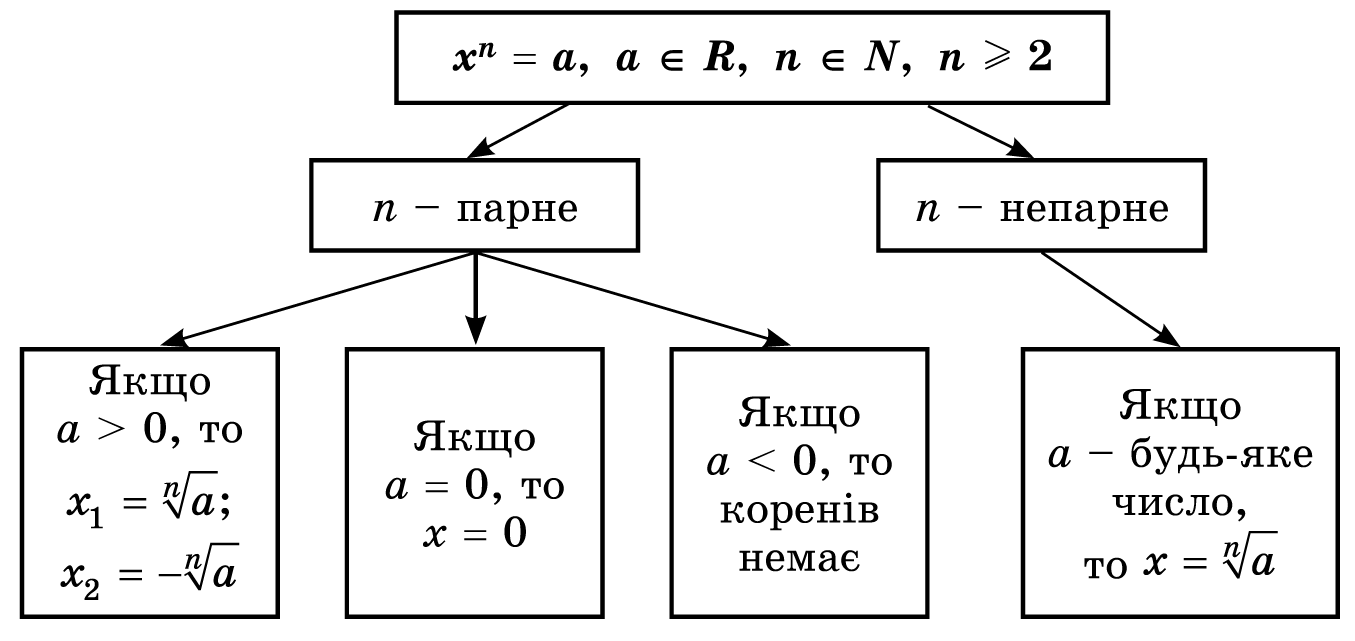 xⁿ = a, a ∈ R, n ∈ N, n ⩾ 2
n − парне
n − непарне
Якщо
a > 0, то
x₁ = ⁿ√a;
x₂ = −ⁿ√a
Якщо
a = 0, то
x = 0
Якщо
a < 0, то
коренів
немає
Якщо
a − будь-яке
число,
то x = ⁿ√a